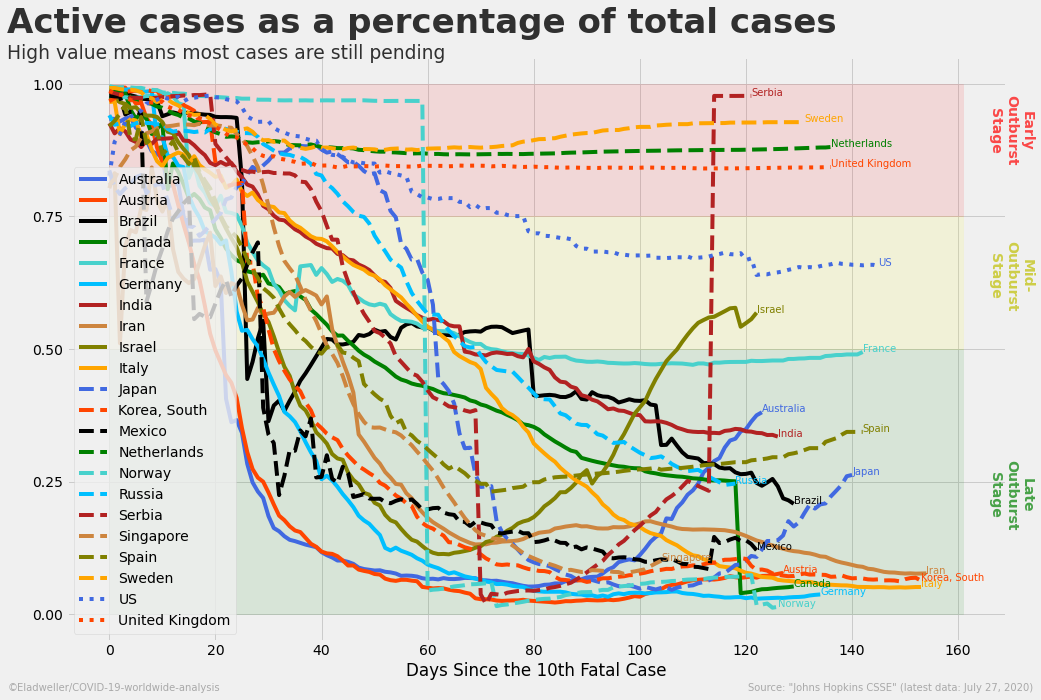 Active cases as a percentage of total cases
High value means most cases are still pending
1.00
0.75
0.50
0.25
0.00
Australia
Austria
Brazil
Canada
France
Germany
India
Iran
Israel
Italy
Japan
Korea, South
Mexico
Netherlands
Norway
Russia
Serbia
Singapore
Spain
Sweden
US
United Kingdom
Serbia
Sweden
Netherlands
United Kingdom
US
Israel
France
Australia
Spain
India
Japan
Russia
Brazil
Mexico
Singapore
Austria
Iran
Korea, South
Canada
Italy
Germany
Norway
Early
Outburst
Stage
Mid-
Outburst
Stage
Late
Outburst
Stage
0 20 40 60 80 100 120 140 160
Days Since the 10th Fatal Case
©Eladweller/COVID-19-worldwide-analysis
Source: "Johns Hopkins CSSE" (latest data: July 27, 2020)